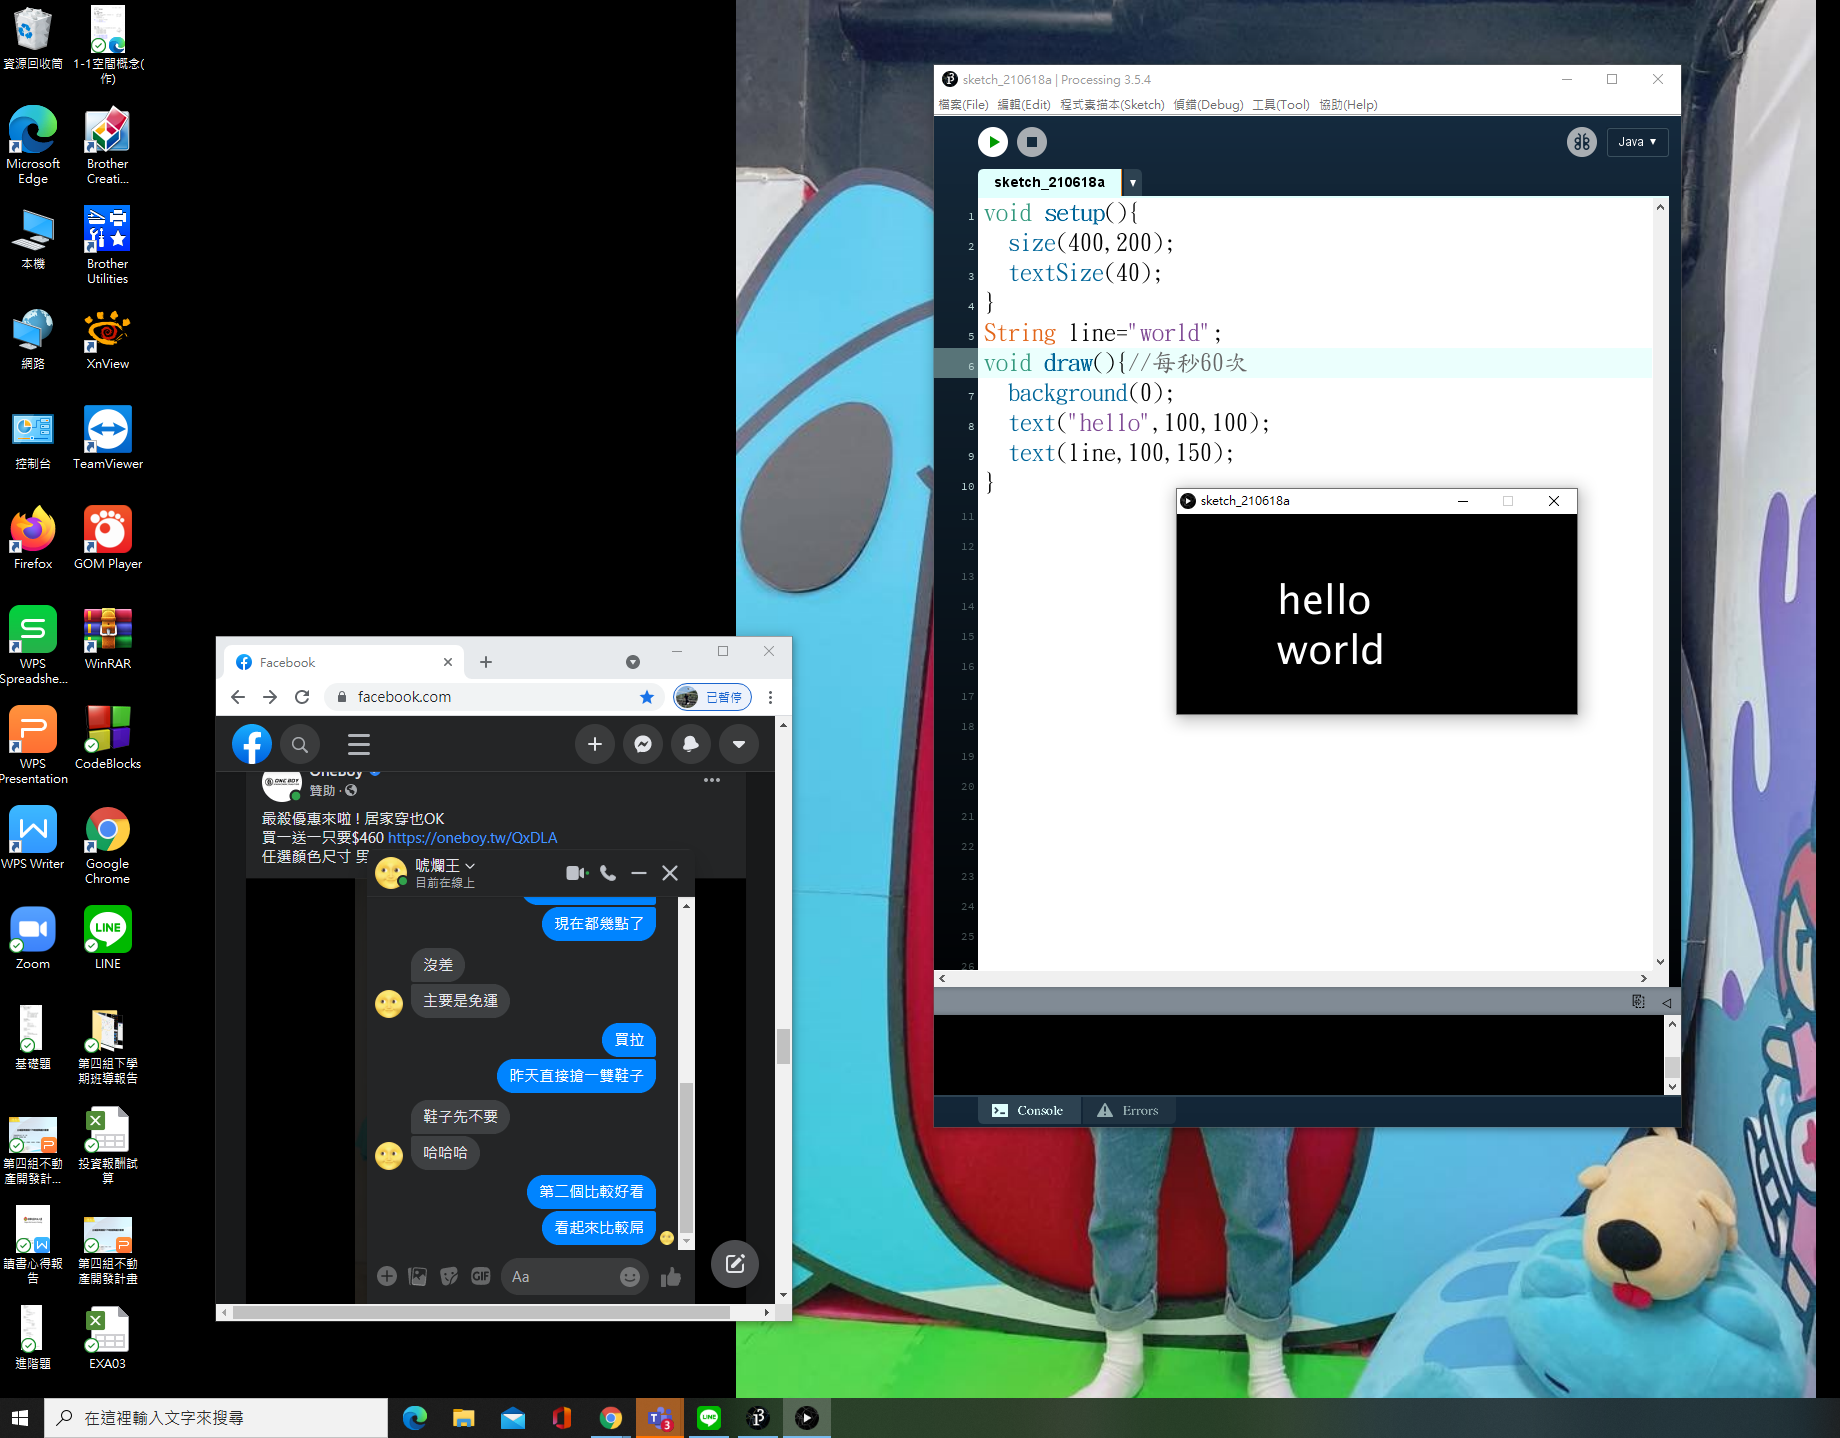 資源回收筒
1-1空間概念(作)
Microsoft Edge
Brother Creati...
本機
Brother Utilities
網路
XnView
控制台
TeamViewer
Firefox
GOM Player
WPS Spreadshe...
WinRAR
WPS Presentation
CodeBlocks
WPS Writer
Google Chrome
Zoom
LINE
基礎題
第四組下學期班導報告
第四組不動產開發計...
投資報酬試算
讀書心得報告
第四組不動產開發計畫
進階題
EXA03
Facebook
facebook.com
已暫停
OneBoy
贊助
最殺優惠來啦！居家穿也OK
買一送一只要$460 https://oneboy.tw/QxDLA
任選顏色尺寸 男
唬爛王
目前在線上
現在都幾點了
沒差
主要是免運
買拉
昨天直接搶一雙鞋子
鞋子先不要
哈哈哈
第二個比較好看
看起來比較屌
GIF
Aa
sketch_210618a | Processing 3.5.4
檔案(File) 編輯(Edit) 程式素描本(Sketch) 偵錯(Debug) 工具(Tool) 協助(Help)
Java
sketch_210618a
1 void setup(){
2 size(400,200);
3 textSize(40);
4 }
5 String line="world";
6 void draw(){//每秒60次
7 background(0);
8 text("hello",100,100);
9 text(line,100,150);
10 }
11
12
13
14
15
16
17
18
19
20
21
22
23
24
25
26
sketch_210618a
hello
world
Console
Errors
在這裡輸入文字來搜尋
3